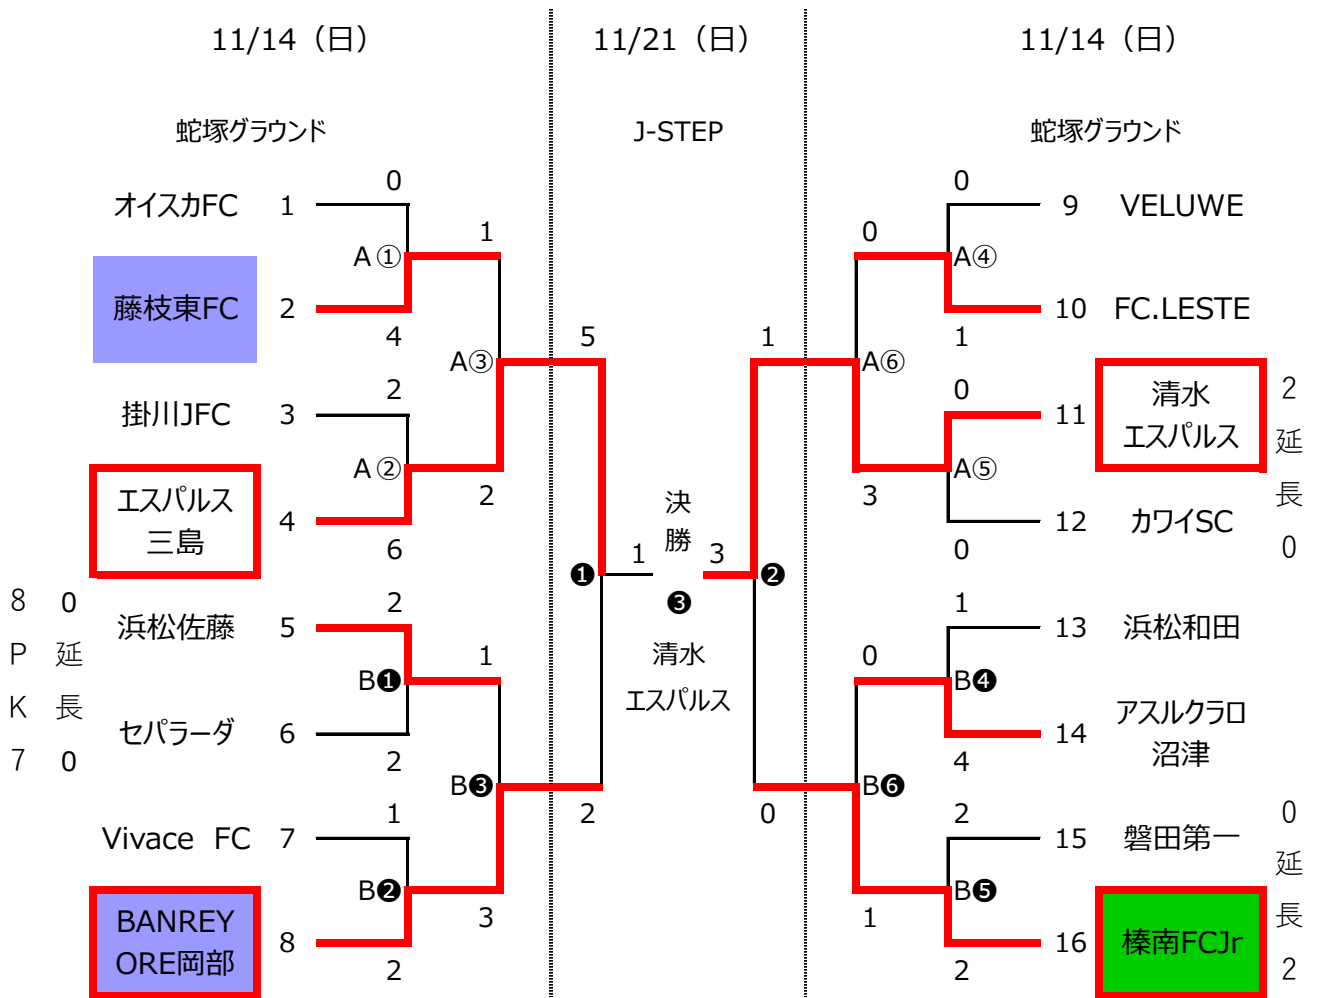 11/14（日）
11/21（日）
11/14（日）
蛇塚グラウンド
J-STEP
蛇塚グラウンド
オイスカFC 1
0
A①
1
藤枝東FC 2
4
A③
5
掛川JFC 3
2
A②
2
エスパルス
三島
4
6
❶
1
8
P
K
7
0
延
長
0
浜松佐藤 5
2
B❶
1
セパラーダ 6
2
B❸
2
Vivace FC 7
1
B❷
3
BANREY
ORE岡部
8
2
決
勝
❸
清水
エスパルス
0
9 VELUWE
0
A④
10 FC.LESTE
1
1
A⑥
0
11
清水
エスパルス
2
延
長
0
A⑤
3
12 カワイSC
0
3
❷
1
13 浜松和田
0
B❹
14
アスルクラロ
沼津
4
B❻
0
2
15 磐田第一
B❺
1
16 榛南FCJr
2
0
延
長
2